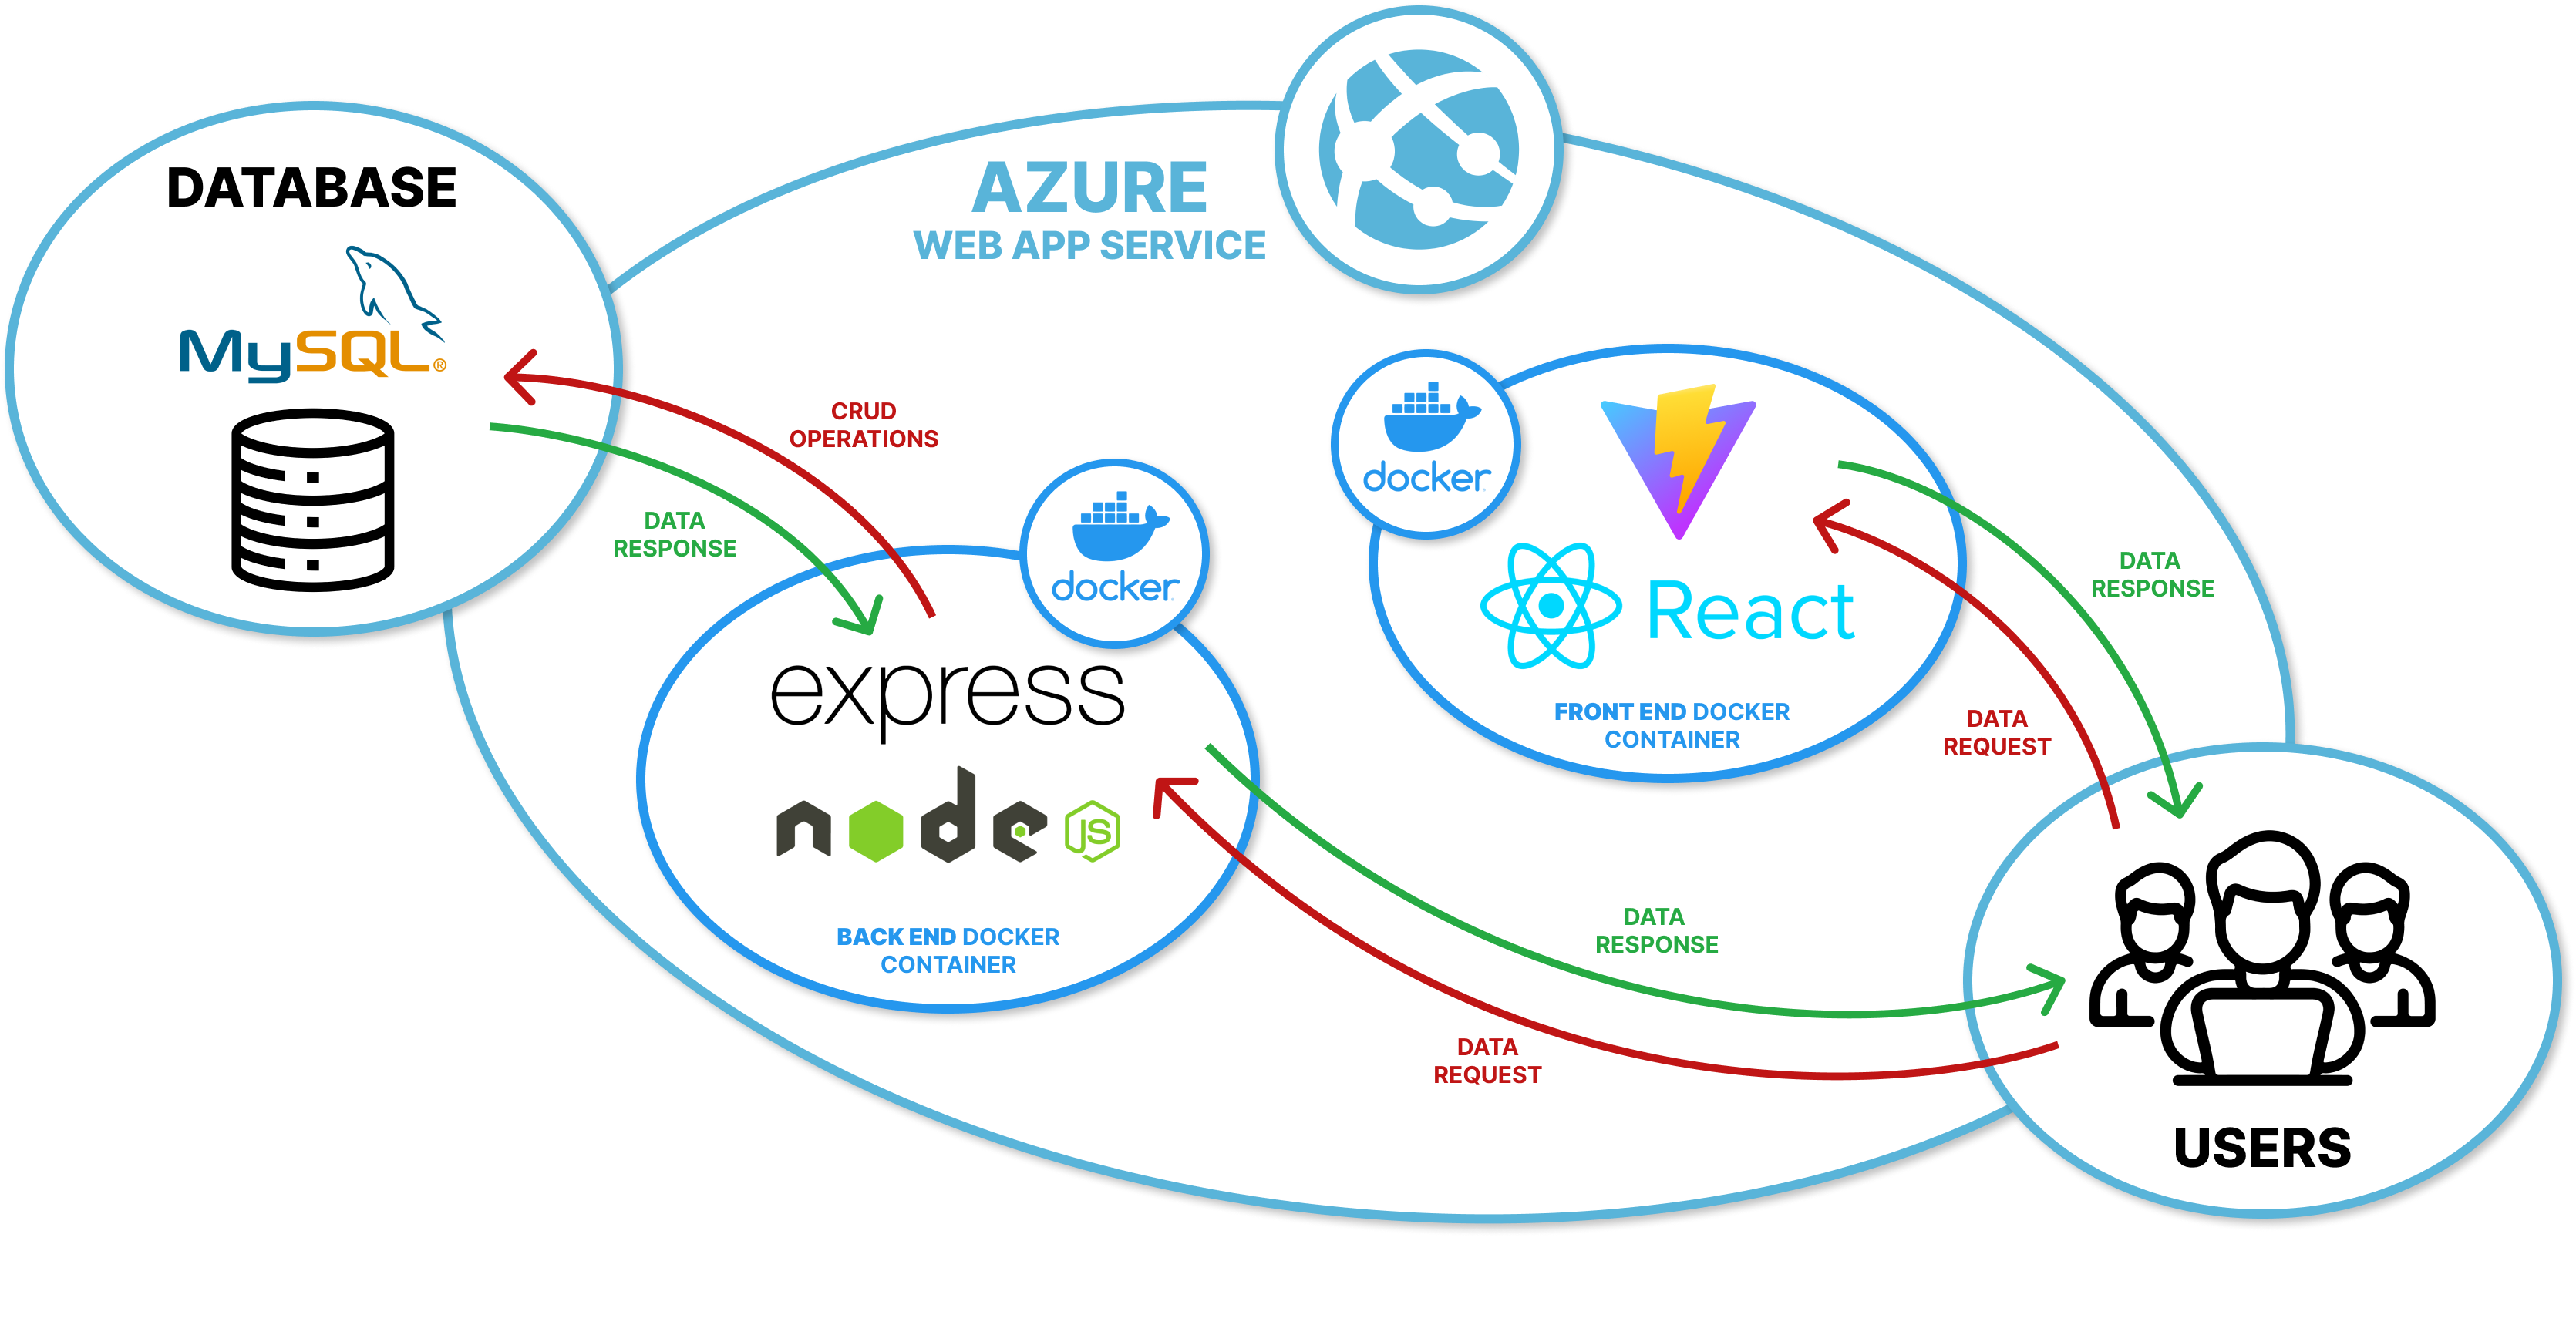 DATABASE
MySQL®
AZURE
WEB APP SERVICE
CRUD
OPERATIONS
DATA
RESPONSE
docker
express
node
JS
BACK END DOCKER
CONTAINER
docker
React
FRONT END DOCKER
CONTAINER
DATA
RESPONSE
DATA
REQUEST
DATA
RESPONSE
DATA
REQUEST
USERS